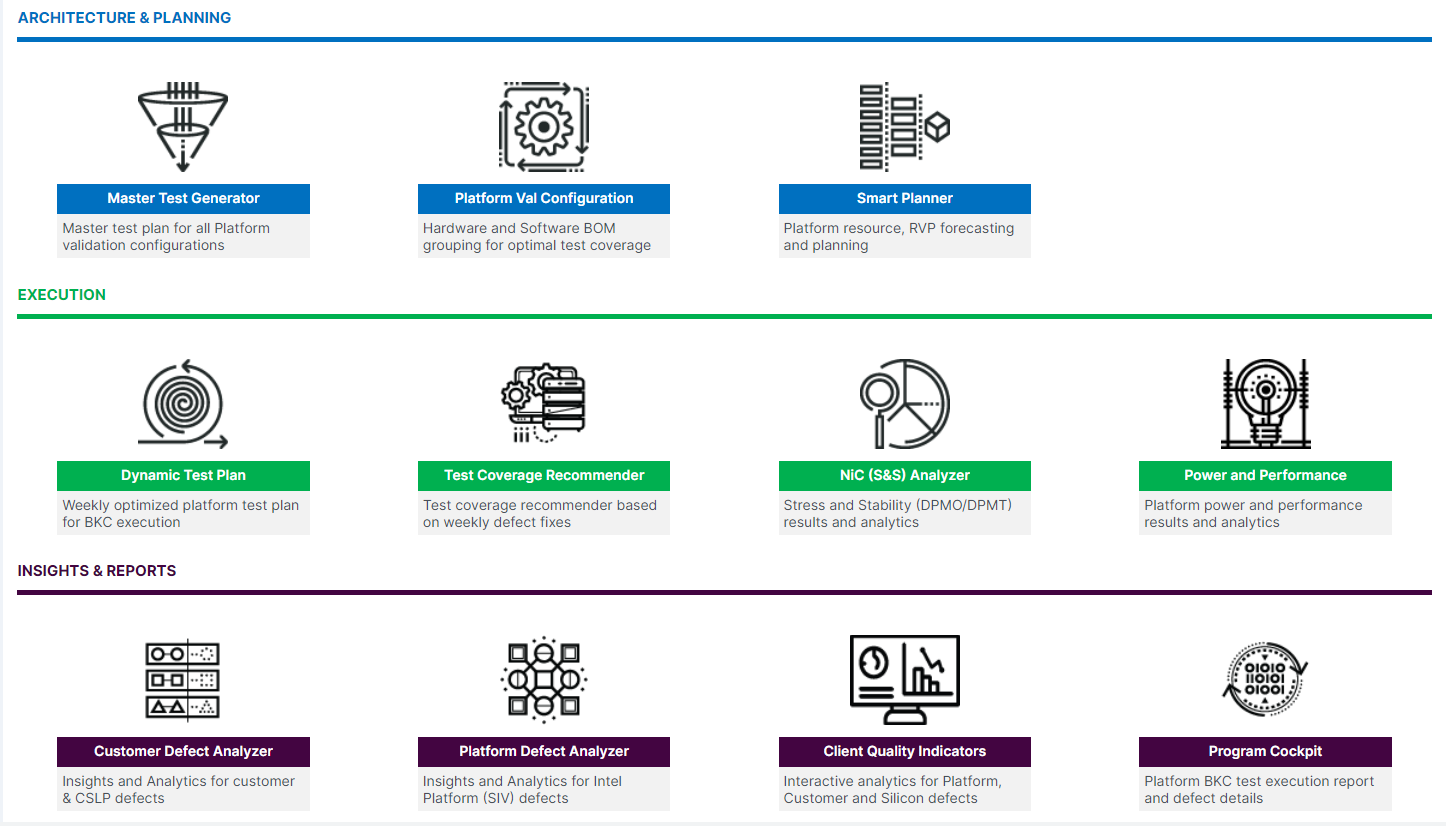 ARCHITECTURE & PLANNING
Master Test Generator
Master test plan for all Platform
validation configurations
Platform Val Configuration
Hardware and Software BOM
grouping for optimal test coverage
Smart Planner
Platform resource, RVP forecasting
and planning
EXECUTION
Dynamic Test Plan
Weekly optimized platform test plan
for BKC execution
Test Coverage Recommender
Test coverage recommender based
on weekly defect fixes
NiC (S&S) Analyzer
Stress and Stability (DPMO/DPMT)
results and analytics
Power and Performance
Platform power and performance
results and analytics
INSIGHTS & REPORTS
Customer Defect Analyzer
Insights and Analytics for customer
& CSLP defects
Platform Defect Analyzer
Insights and Analytics for Intel
Platform (SIV) defects
Client Quality Indicators
Interactive analytics for Platform,
Customer and Silicon defects
01010
110101
01001
Program Cockpit
Platform BKC test execution report
and defect details